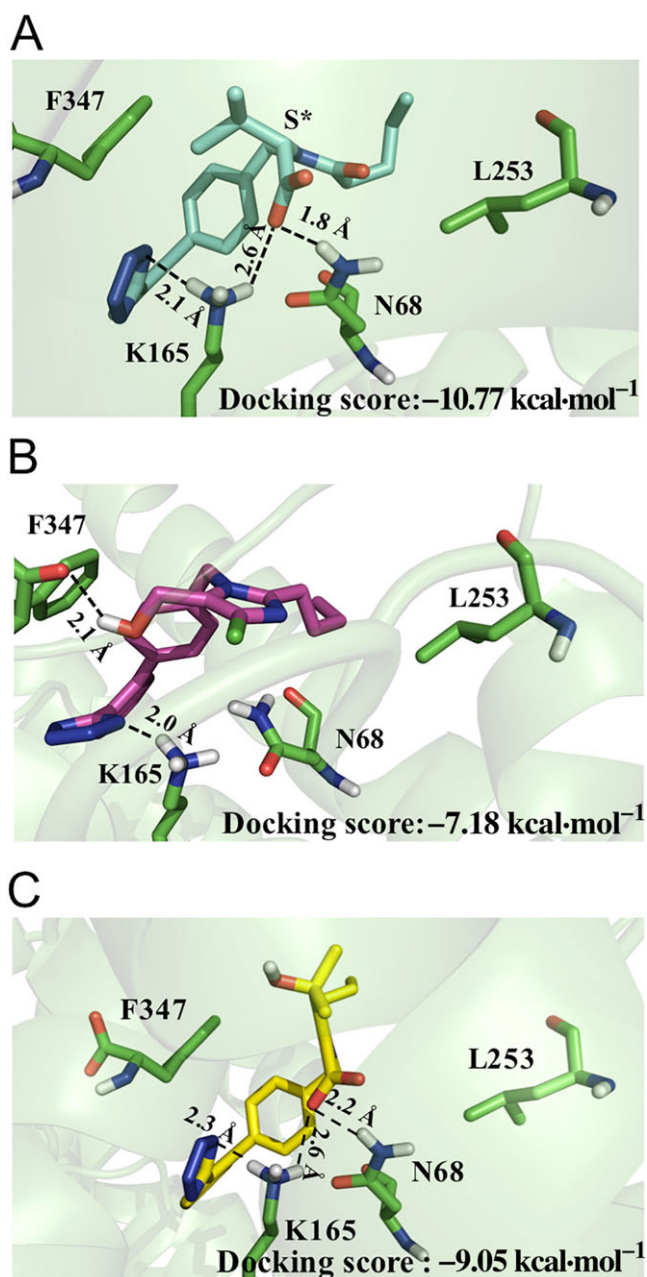 A
F347
S*
L253
1.8 Å
2.6 Å
2.1 Å
N68
K165
Docking score:−10.77 kcal·mol⁻¹
B
F347
L253
2.1 Å
2.0 Å
N68
K165
Docking score:−7.18 kcal·mol⁻¹
C
F347
L253
2.3 Å
2.2 Å
2.6 Å
N68
K165
Docking score : −9.05 kcal·mol⁻¹